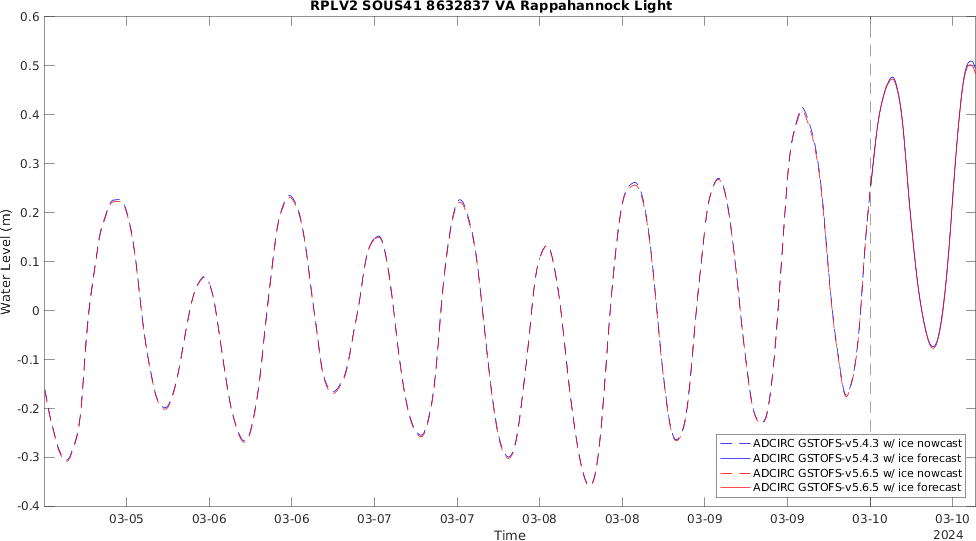 RPLV2 SOUS41 8632837 VA Rappahannock Light
0.6
0.5
0.4
0.3
0.2
0.1
0
-0.1
-0.2
-0.3
-0.4
Water Level (m)
ADCIRC GSTOFS-v5.4.3 w/ ice nowcast
ADCIRC GSTOFS-v5.4.3 w/ ice forecast
ADCIRC GSTOFS-v5.6.5 w/ ice nowcast
ADCIRC GSTOFS-v5.6.5 w/ ice forecast
03-05 03-06 03-06 03-07 03-07 03-08 03-08 03-09 03-09 03-10 03-10
Time
2024